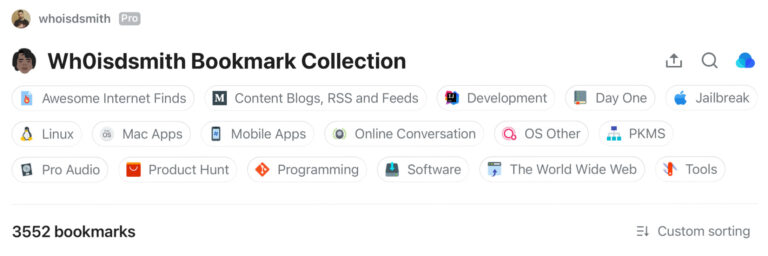 whoisdsmith Pro
Wh0isdsmith Bookmark Collection
Awesome Internet Finds M Content Blogs, RSS and Feeds Development Day One Jailbreak
Linux Mac Apps Mobile Apps Online Conversation OS Other PKMS
Pro Audio Product Hunt Programming Software The World Wide Web Tools
3552 bookmarks Custom sorting